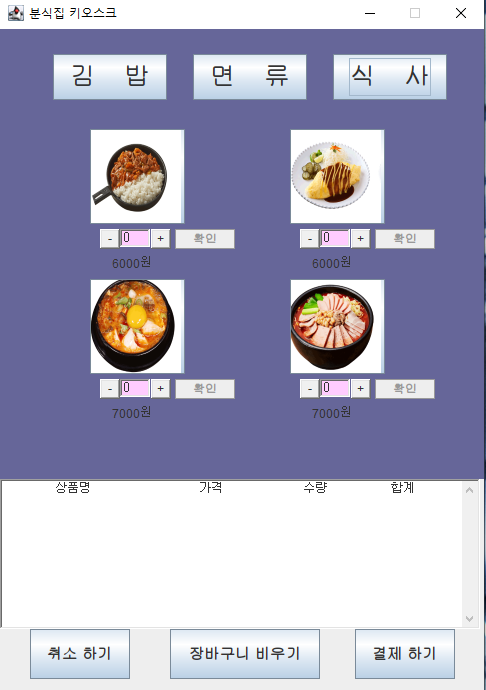 분식집 키오스크
김 밥 면 류 식 사
- 0 + 확인 - 0 + 확인
6000원 6000원
- 0 + 확인 - 0 + 확인
7000원 7000원
상품명 가격 수량 합계
취소 하기 장바구니 비우기 결제 하기